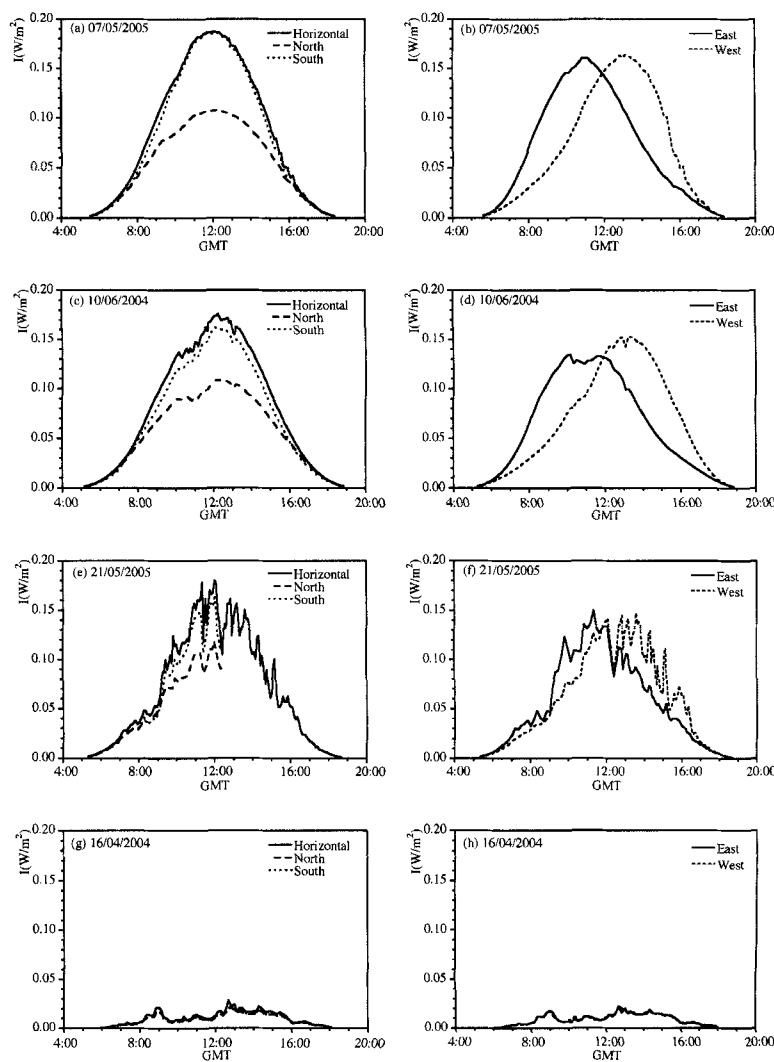 (a) 07/05/2005
Horizontal
North
South
I(W/m²)
0.20
0.15
0.10
0.05
0.00
4:00 8:00 12:00 16:00 20:00
GMT
(b) 07/05/2005
East
West
I(W/m²)
0.20
0.15
0.10
0.05
0.00
4:00 8:00 12:00 16:00 20:00
GMT
(c) 10/06/2004
Horizontal
North
South
I(W/m²)
0.20
0.15
0.10
0.05
0.00
4:00 8:00 12:00 16:00 20:00
GMT
(d) 10/06/2004
East
West
I(W/m²)
0.20
0.15
0.10
0.05
0.00
4:00 8:00 12:00 16:00 20:00
GMT
(e) 21/05/2005
Horizontal
North
South
I(W/m²)
0.20
0.15
0.10
0.05
0.00
4:00 8:00 12:00 16:00 20:00
GMT
(f) 21/05/2005
East
West
I(W/m²)
0.20
0.15
0.10
0.05
0.00
4:00 8:00 12:00 16:00 20:00
GMT
(g) 16/04/2004
Horizontal
North
South
I(W/m²)
0.20
0.15
0.10
0.05
0.00
4:00 8:00 12:00 16:00 20:00
GMT
(h) 16/04/2004
East
West
I(W/m²)
0.20
0.15
0.10
0.05
0.00
4:00 8:00 12:00 16:00 20:00
GMT